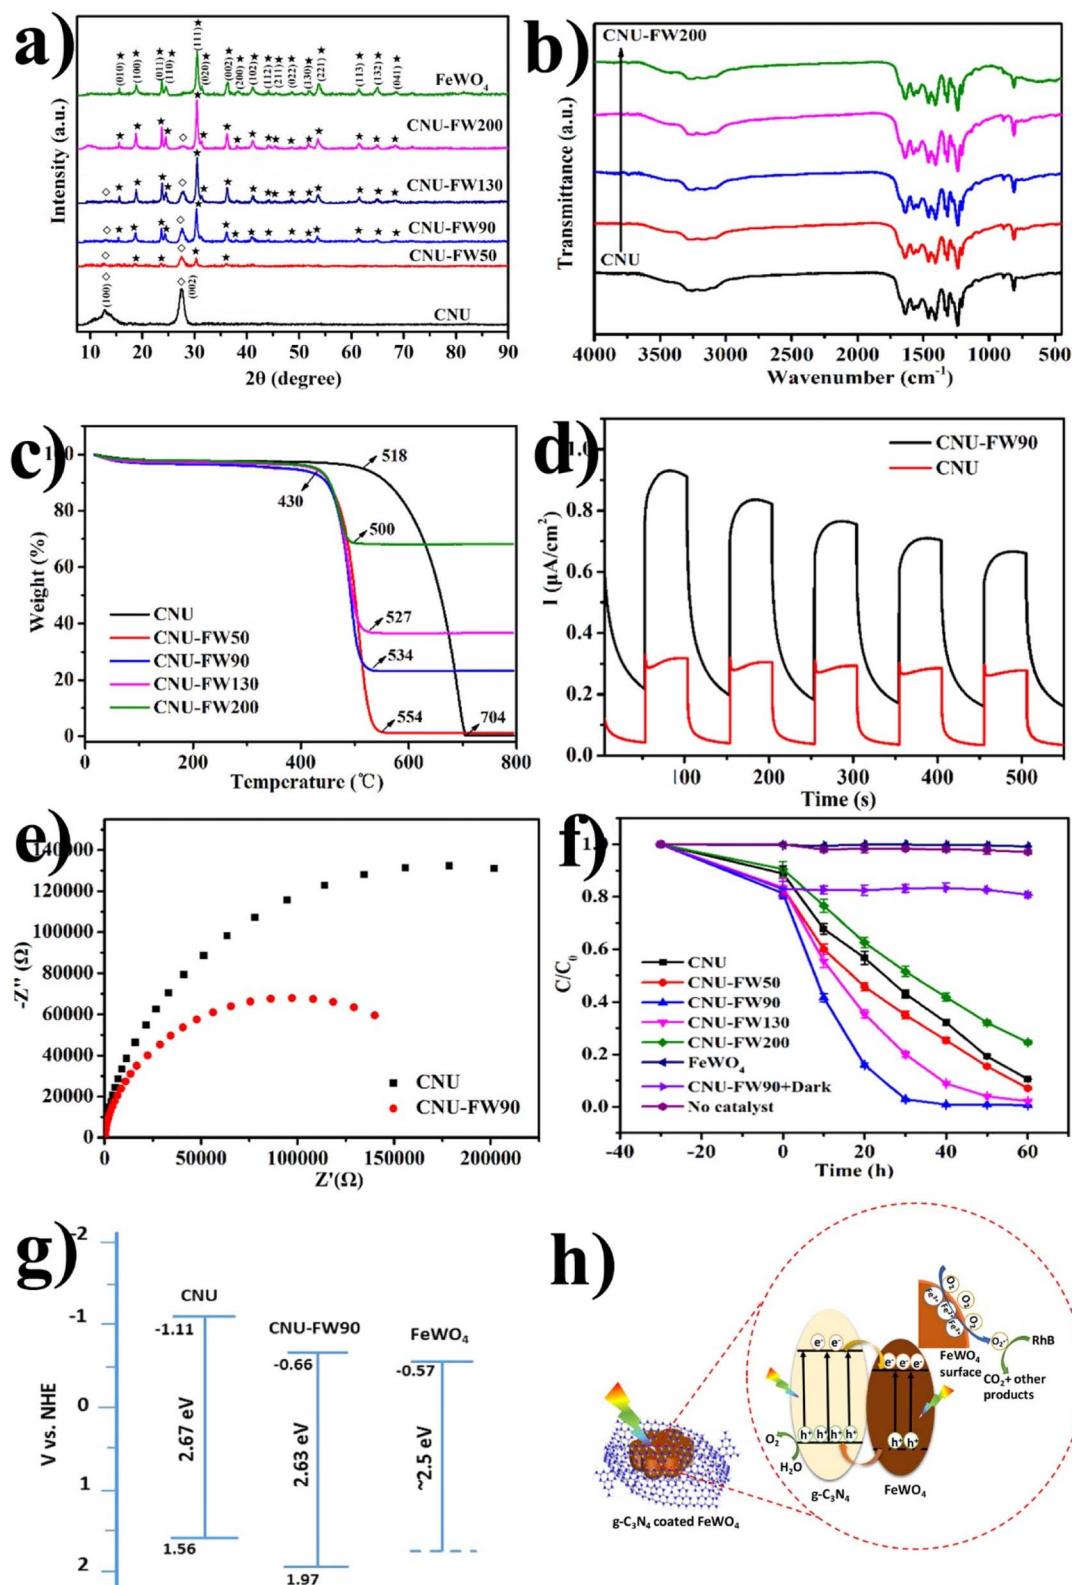 a)
Intensity (a.u.)
(010)
(100)
(011)
(110)
(111)
(020)
(002)
(200)
(102)
(112)
(211)
(022)
(130)
(221)
(113)
(132)
(041)
FeWO4
CNU-FW200
CNU-FW130
CNU-FW90
CNU-FW50
(100)
(002)
CNU
10 20 30 40 50 60 70 80 90
2θ (degree)
b)
CNU-FW200
Transmittance (a.u.)
CNU
4000 3500 3000 2500 2000 1500 1000 500
Wavenumber (cm-1)
c)
Weight (%)
80
60
40
20
0
518
430
500
527
534
554
704
CNU
CNU-FW50
CNU-FW90
CNU-FW130
CNU-FW200
0 200 400 600 800
Temperature (℃)
d)
I (μA/cm2)
1.0
0.8
0.6
0.4
0.2
0.0
CNU-FW90
CNU
100 200 300 400 500
Time (s)
e)
-Z'' (Ω)
140000
120000
100000
80000
60000
40000
20000
0
CNU
CNU-FW90
0 50000 100000 150000 200000
Z'(Ω)
f)
C/C0
1.0
0.8
0.6
0.4
0.2
0.0
CNU
CNU-FW50
CNU-FW90
CNU-FW130
CNU-FW200
FeWO4
CNU-FW90+Dark
No catalyst
-40 -20 0 20 40 60
Time (h)
g)
V vs. NHE
-2
-1
0
1
2
CNU
-1.11
2.67 eV
1.56
CNU-FW90
-0.66
2.63 eV
1.97
FeWO4
-0.57
~2.5 eV
h)
O2
O2
O2
O2
O2
RhB
FeWO4
surface
CO2+ other
products
e- e-
e- e- e-
h+ h+ h+ h+
h+ h+
O2
H2O
g-C3N4
FeWO4
g-C3N4 coated FeWO4